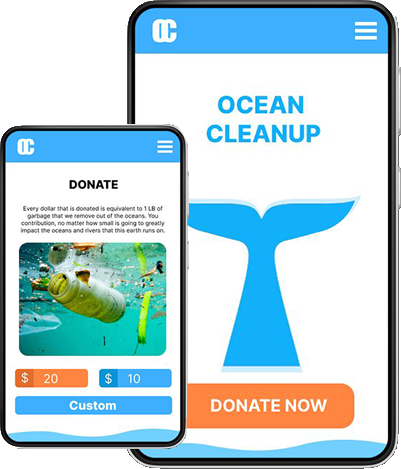 OC
OCEAN
CLEANUP
DONATE NOW
OC
DONATE
Every dollar that is donated is equivalent to 1 LB of
garbage that we remove out of the oceans. You
contribution, no matter how small is going to greatly
impact the oceans and rivers that this earth runs on.
$ 20
$ 10
Custom